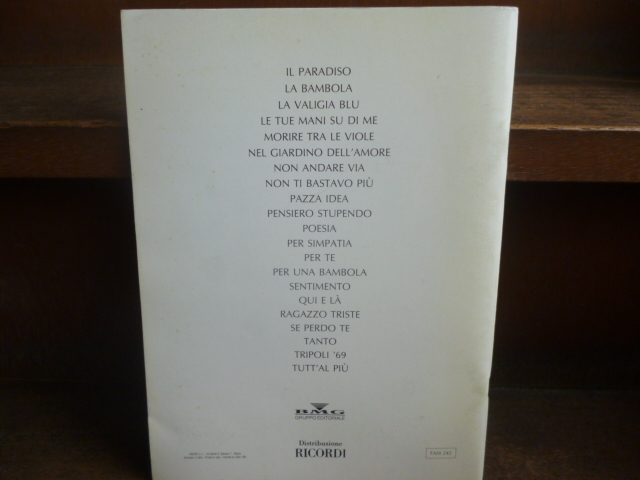 IL PARADISO
LA BAMBOLA
LA VALIGIA BLU
LE TUE MANI SU DI ME
MORIRE TRA LE VIOLE
NEL GIARDINO DELL'AMORE
NON ANDARE VIA
NON TI BASTAVO PIÙ
PAZZA IDEA
PENSIERO STUPENDO
POESIA
PER SIMPATIA
PER TE
PER UNA BAMBOLA
SENTIMENTO
QUI E LÀ
RAGAZZO TRISTE
SE PERDO TE
TANTO
TRIPOLI '69
TUTT'AL PIÙ
BMG
GRUPPO EDITORIALE
Distribuzione
RICORDI